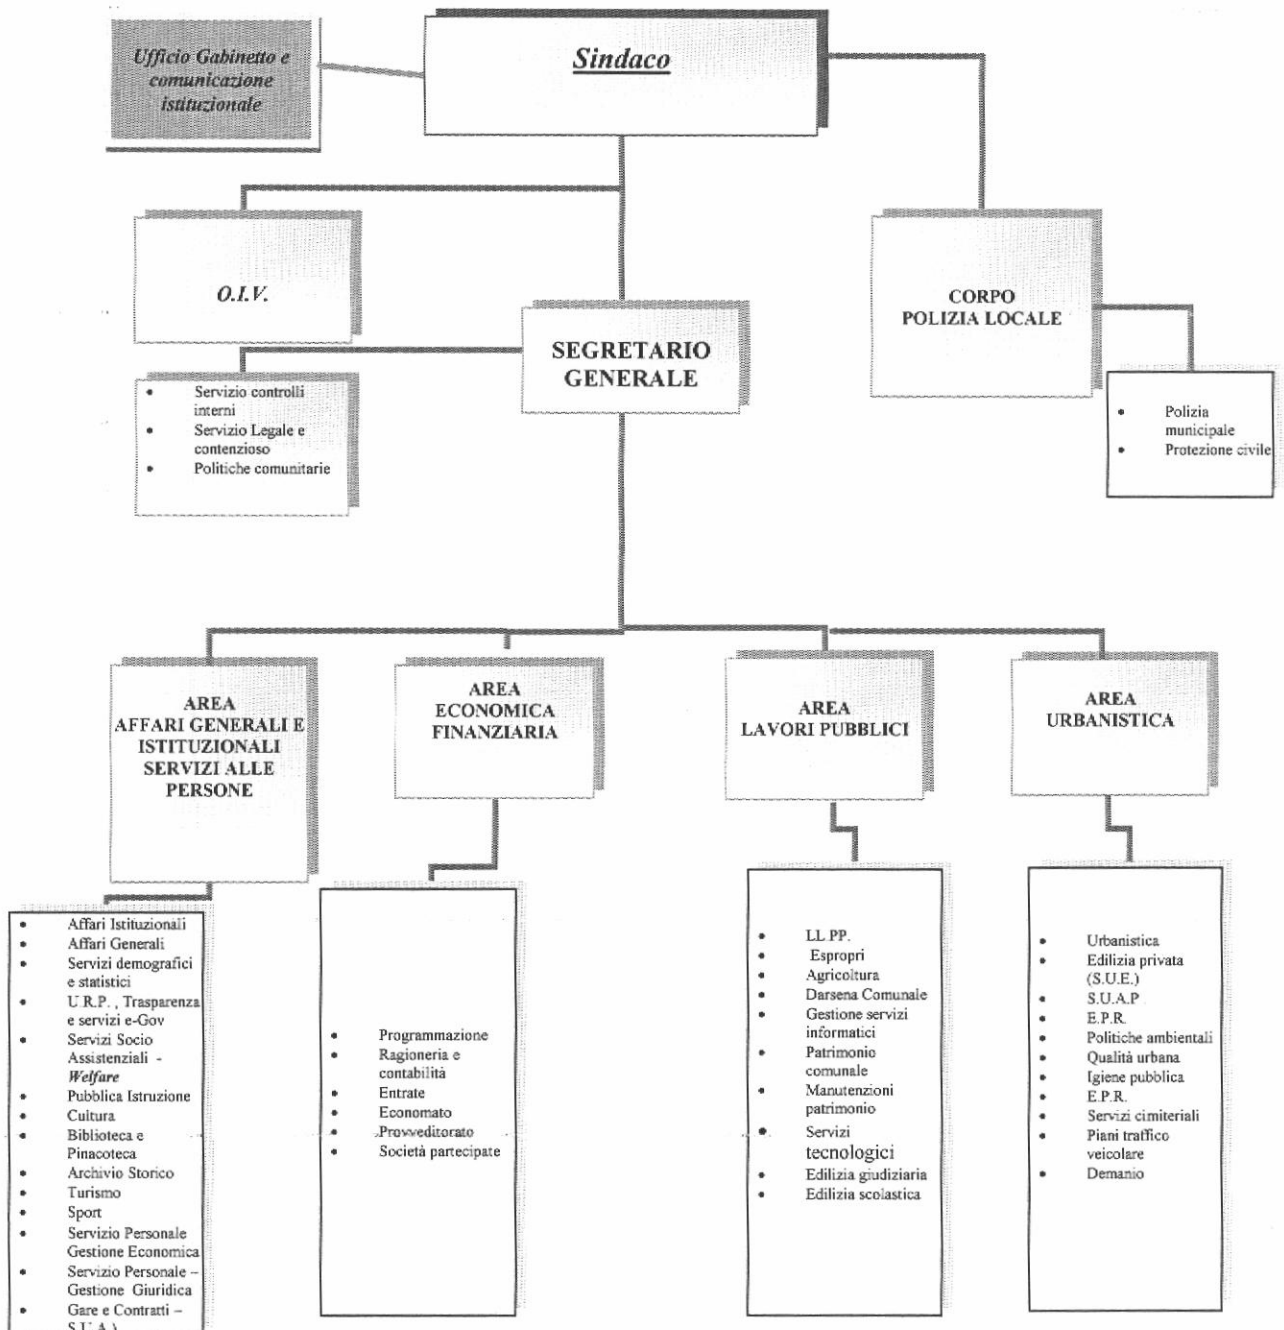 Ufficio Gabinetto e
comunicazione
istituzionale
Sindaco
O.I.V.
CORPO
POLIZIA LOCALE
SEGRETARIO
GENERALE
• Servizio controlli
interni
• Servizio Legale e
contenzioso
• Politiche comunitarie
• Polizia
municipale
• Protezione civile
AREA
AFFARI GENERALI E
ISTITUZIONALI
SERVIZI ALLE
PERSONE
AREA
ECONOMICA
FINANZIARIA
AREA
LAVORI PUBBLICI
AREA
URBANISTICA
• Affari Istituzionali
• Affari Generali
• Servizi demografici
e statistici
• U.R.P. , Trasparenza
e servizi e-Gov
• Servizi Socio
Assistenziali -
Welfare
• Pubblica Istruzione
• Cultura
• Biblioteca e
Pinacoteca
• Archivio Storico
• Turismo
• Sport
• Servizio Personale
Gestione Economica
• Servizio Personale –
Gestione Giuridica
• Gare e Contratti –
S.U.A.)
• Programmazione
• Ragioneria e
contabilità
• Entrate
• Economato
• Provveditorato
• Società partecipate
• LL.PP.
• Espropri
• Agricoltura
• Darsena Comunale
• Gestione servizi
informatici
• Patrimonio
comunale
• Manutenzioni
patrimonio
• Servizi
tecnologici
• Edilizia giudiziaria
• Edilizia scolastica
• Urbanistica
• Edilizia privata
(S.U.E.)
• S.U.A.P
• E.P.R.
• Politiche ambientali
• Qualità urbana
• Igiene pubblica
• E.P.R.
• Servizi cimiteriali
• Piani traffico
veicolare
• Demanio